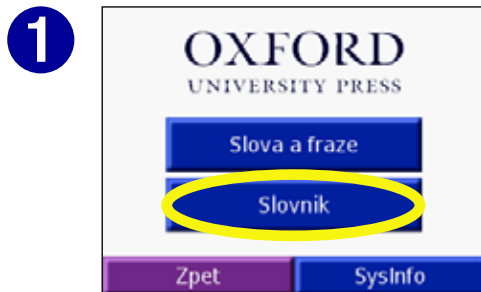 1
OXFORD
UNIVERSITY PRESS
Slova a fraze
Slovnik
Zpet SysInfo